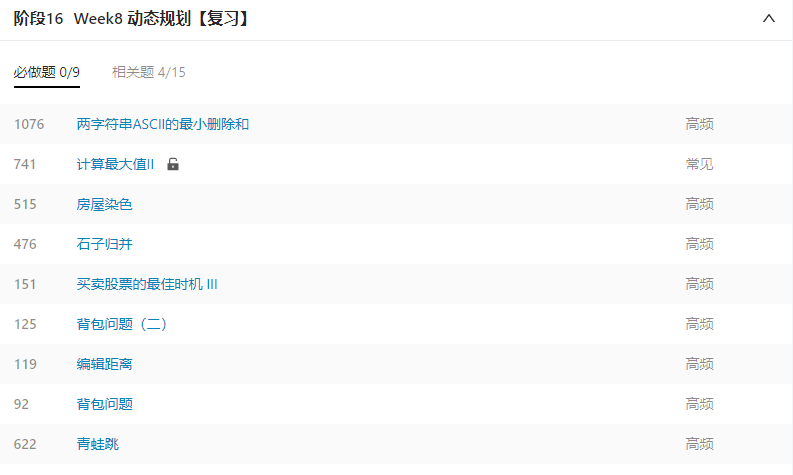 阶段16 Week8 动态规划【复习】
必做题 0/9 相关题 4/15
1076 两字符串ASCII的最小删除和 高频
741 计算最大值II 常见
515 房屋染色 高频
476 石子归并 高频
151 买卖股票的最佳时机 III 高频
125 背包问题（二） 高频
119 编辑距离 高频
92 背包问题 高频
622 青蛙跳 高频